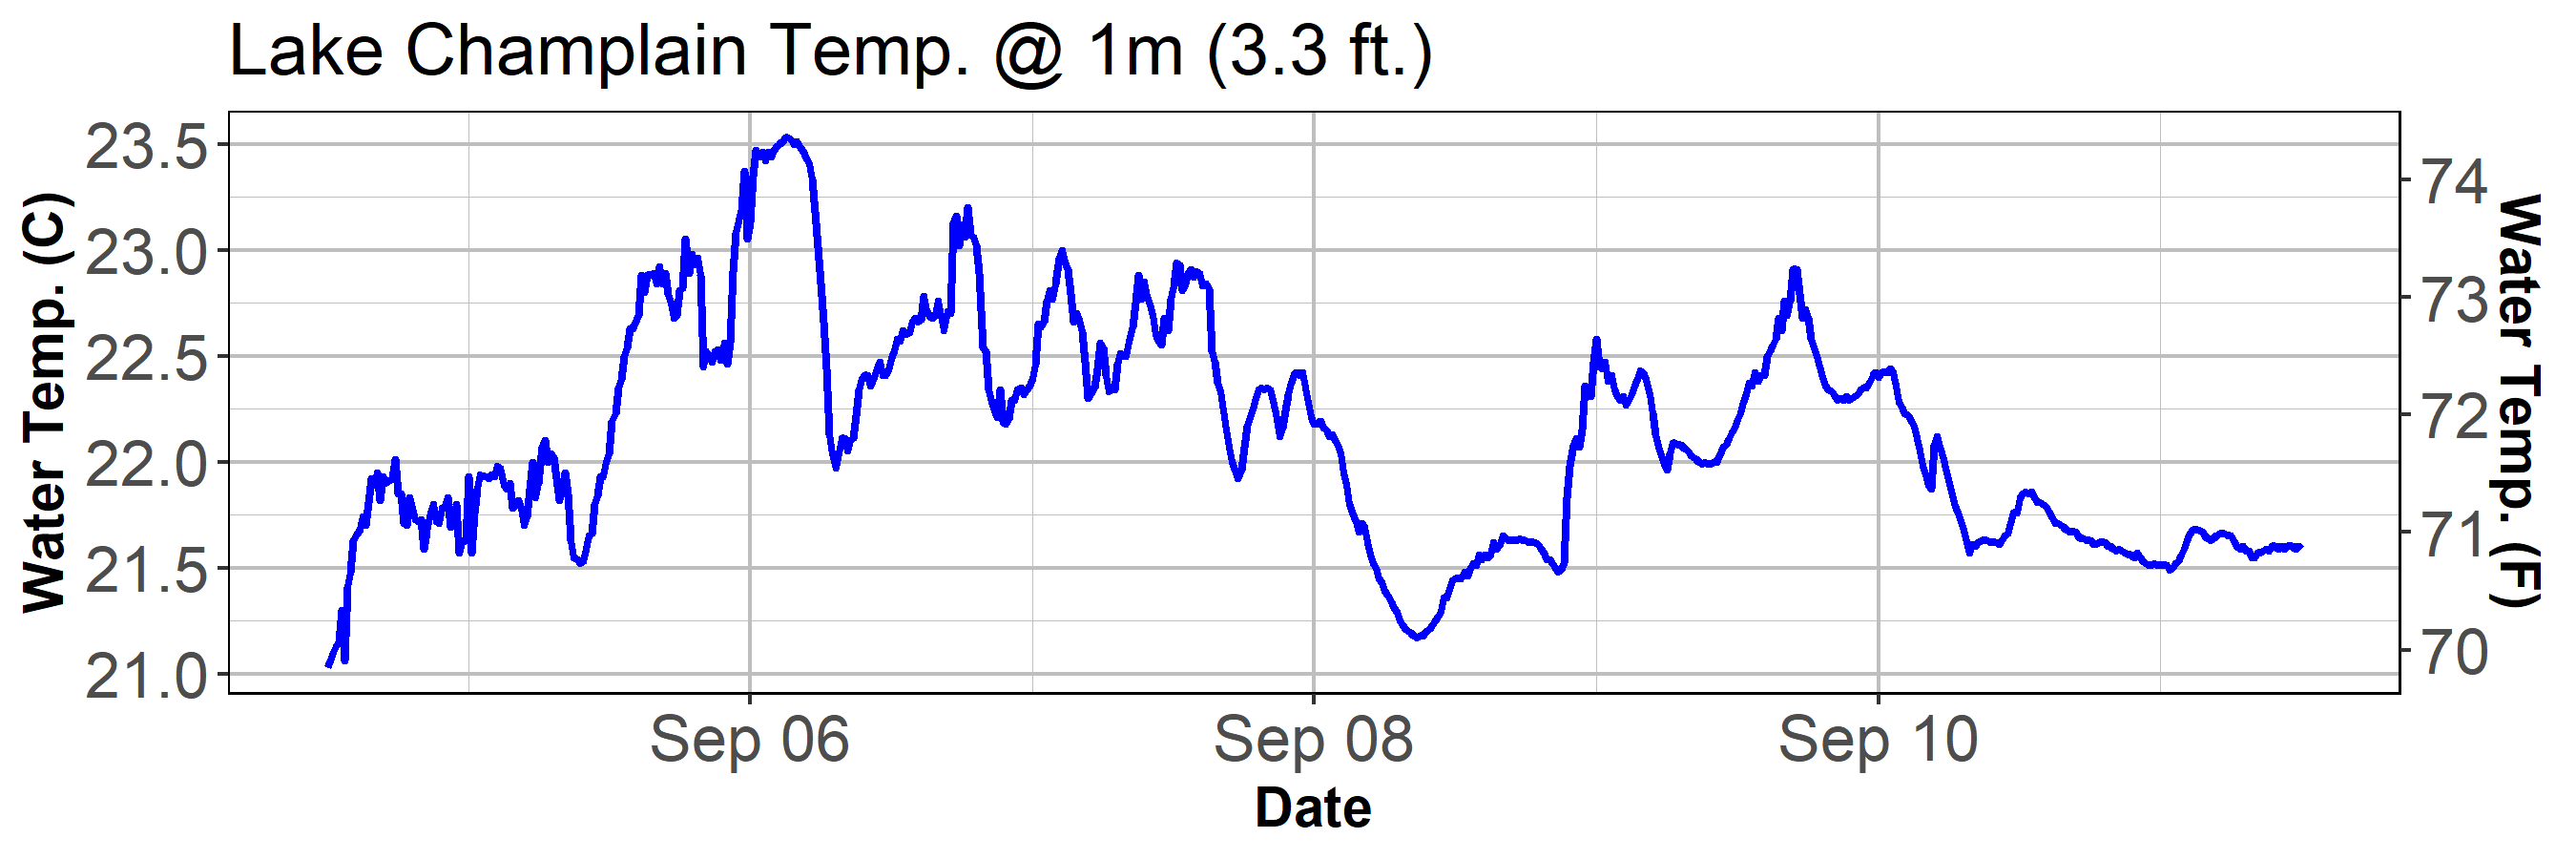 Lake Champlain Temp. @ 1m (3.3 ft.)
Water Temp. (C)
23.5
23.0
22.5
22.0
21.5
21.0
74
73
72
71
70
Water Temp. (F)
Sep 06
Sep 08
Sep 10
Date